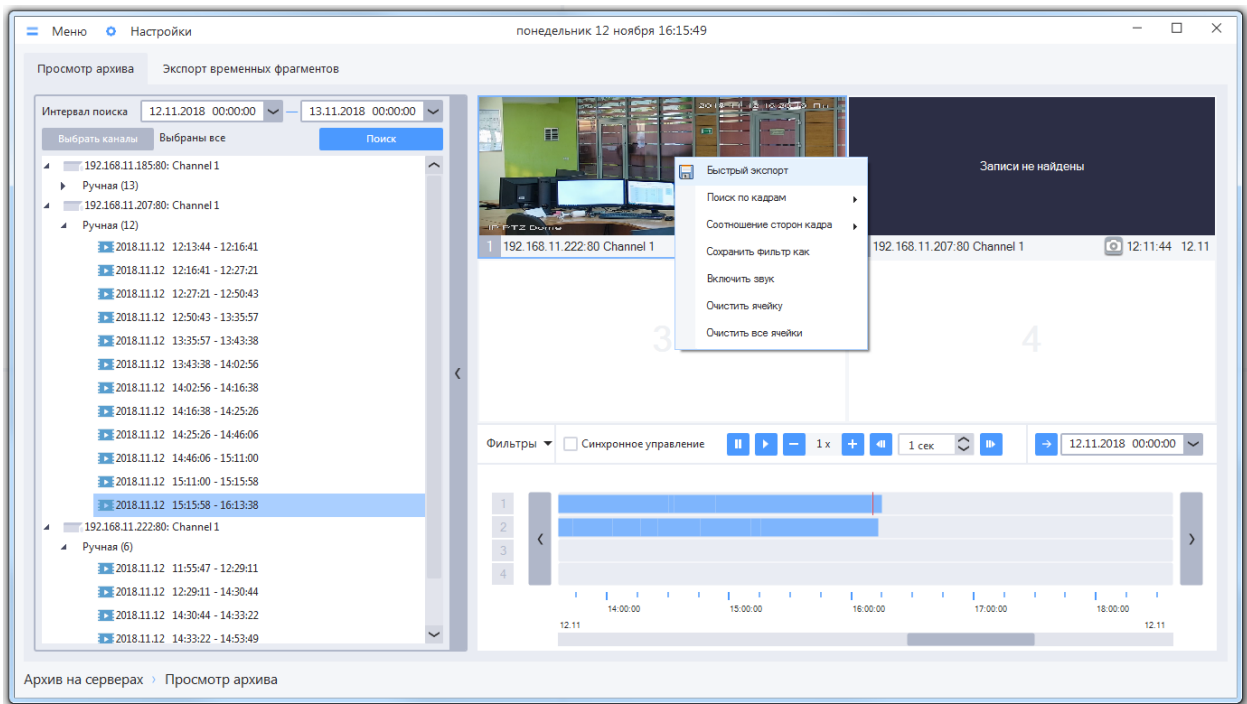 Меню Настройки понедельник 12 ноября 16:15:49
Просмотр архива Экспорт временных фрагментов
Интервал поиска 12.11.2018 00:00:00 — 13.11.2018 00:00:00
Выбрать каналы Выбраны все Поиск
192.168.11.185:80: Channel 1
Ручная (13)
192.168.11.207:80: Channel 1
Ручная (12)
2018.11.12 12:13:44 - 12:16:41
2018.11.12 12:16:41 - 12:27:21
2018.11.12 12:27:21 - 12:50:43
2018.11.12 12:50:43 - 13:35:57
2018.11.12 13:35:57 - 13:43:38
2018.11.12 13:43:38 - 14:02:56
2018.11.12 14:02:56 - 14:16:38
2018.11.12 14:16:38 - 14:25:26
2018.11.12 14:25:26 - 14:46:06
2018.11.12 14:46:06 - 15:11:00
2018.11.12 15:11:00 - 15:15:58
2018.11.12 15:15:58 - 16:13:38
192.168.11.222:80: Channel 1
Ручная (6)
2018.11.12 11:55:47 - 12:29:11
2018.11.12 12:29:11 - 14:30:44
2018.11.12 14:30:44 - 14:33:22
2018.11.12 14:33:22 - 14:53:49
IP PTZ Dome
1 192.168.11.222:80 Channel 1
Записи не найдены
192.168.11.207:80 Channel 1 12:11:44 12.11
Быстрый экспорт
Поиск по кадрам
Соотношение сторон кадра
Сохранить фильтр как
Включить звук
Очистить ячейку
Очистить все ячейки
3 4
Фильтры Синхронное управление 1 x 1 сек 12.11.2018 00:00:00
1
2
3
4
14:00:00 15:00:00 16:00:00 17:00:00 18:00:00
12.11 12.11
Архив на серверах › Просмотр архива